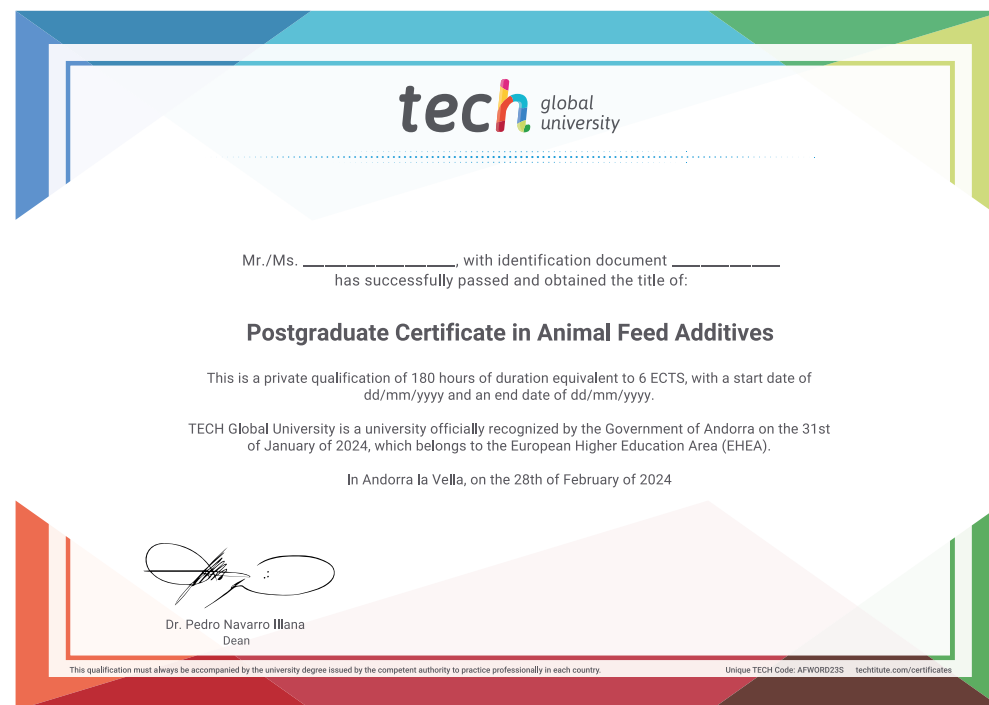 tech global
university
Mr./Ms. ____________________, with identification document ______________
has successfully passed and obtained the title of:
Postgraduate Certificate in Animal Feed Additives
This is a private qualification of 180 hours of duration equivalent to 6 ECTS, with a start date of
dd/mm/yyyy and an end date of dd/mm/yyyy.
TECH Global University is a university officially recognized by the Government of Andorra on the 31st
of January of 2024, which belongs to the European Higher Education Area (EHEA).
In Andorra la Vella, on the 28th of February of 2024
Dr. Pedro Navarro Illana
Dean
This qualification must always be accompanied by the university degree issued by the competent authority to practice professionally in each country. Unique TECH Code: AFWORD23S techtitute.com/certificates